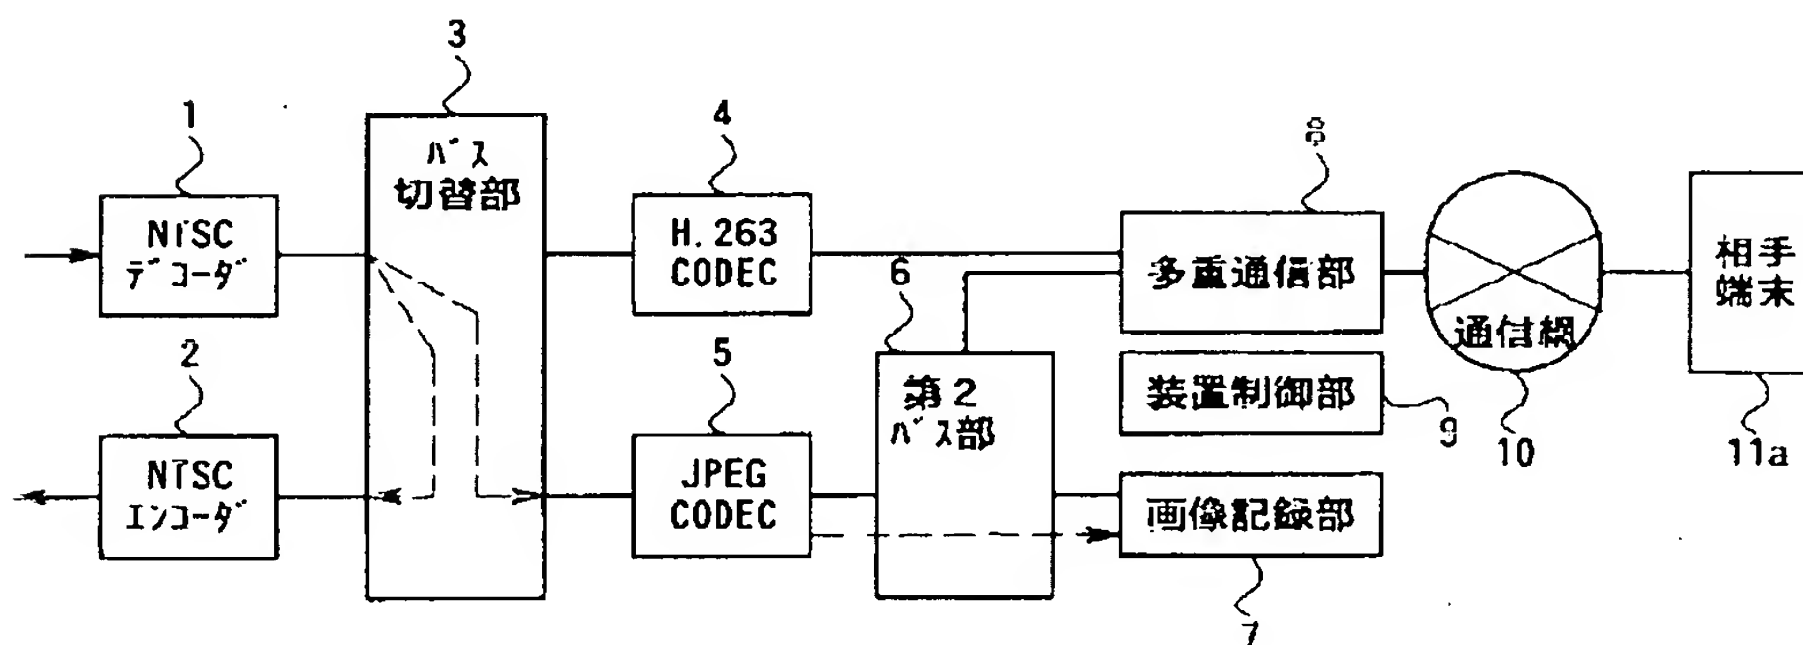 3
1
4
8
バス
切替部
NTSC
デコーダ
H.263
CODEC
6
多重通信部
通信網
相手
端末
2
5
第2
バス部
装置制御部
9
10
11a
NTSC
エンコーダ
JPEG
CODEC
画像記録部
7